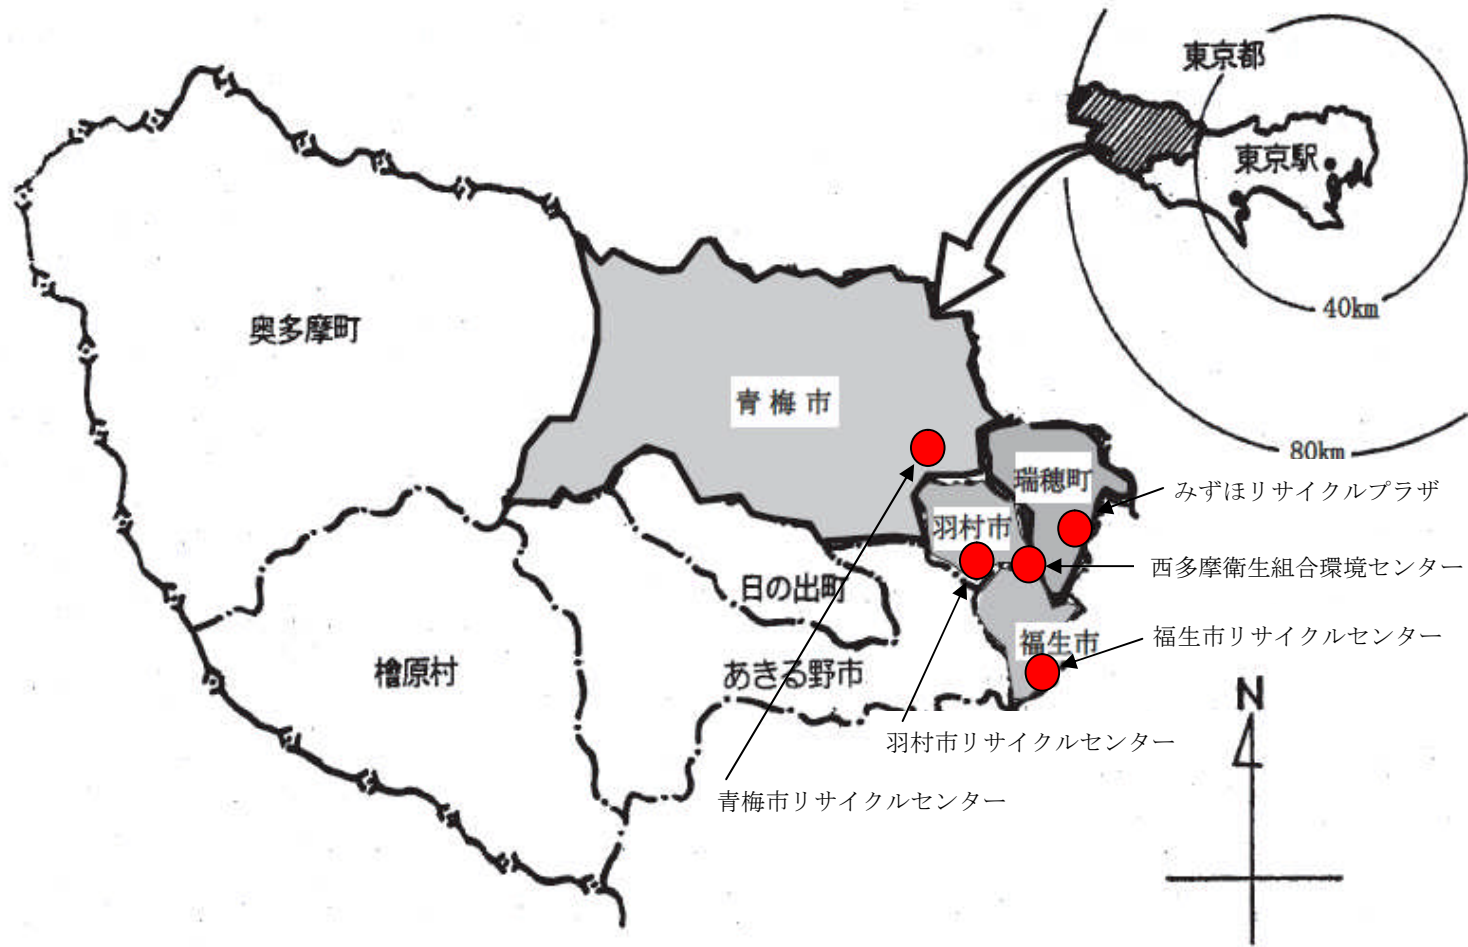 東京都
東京駅
40km
80km
奥多摩町
青梅市
瑞穂町
みずほリサイクルプラザ
羽村市
西多摩衛生組合環境センター
日の出町
福生市
福生市リサイクルセンター
檜原村
あきる野市
N
羽村市リサイクルセンター
青梅市リサイクルセンター